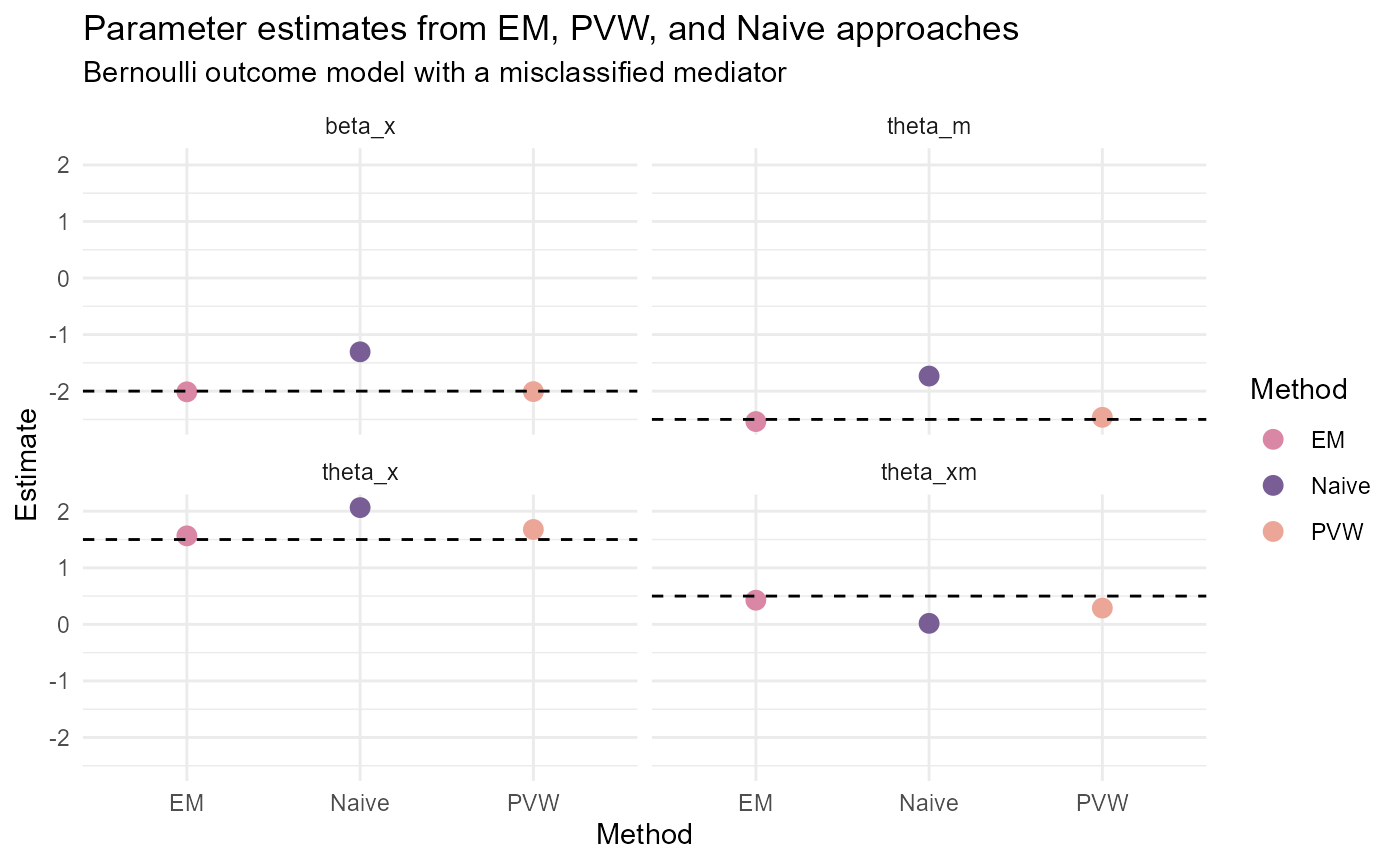 Parameter estimates from EM, PVW, and Naive approaches
Bernoulli outcome model with a misclassified mediator
beta_x
theta_m
2
1
0
-1
-2
theta_x
theta_xm
2
1
0
-1
-2
EM
Naive
PVW
EM
Naive
PVW
Method
Estimate
Method
EM
Naive
PVW